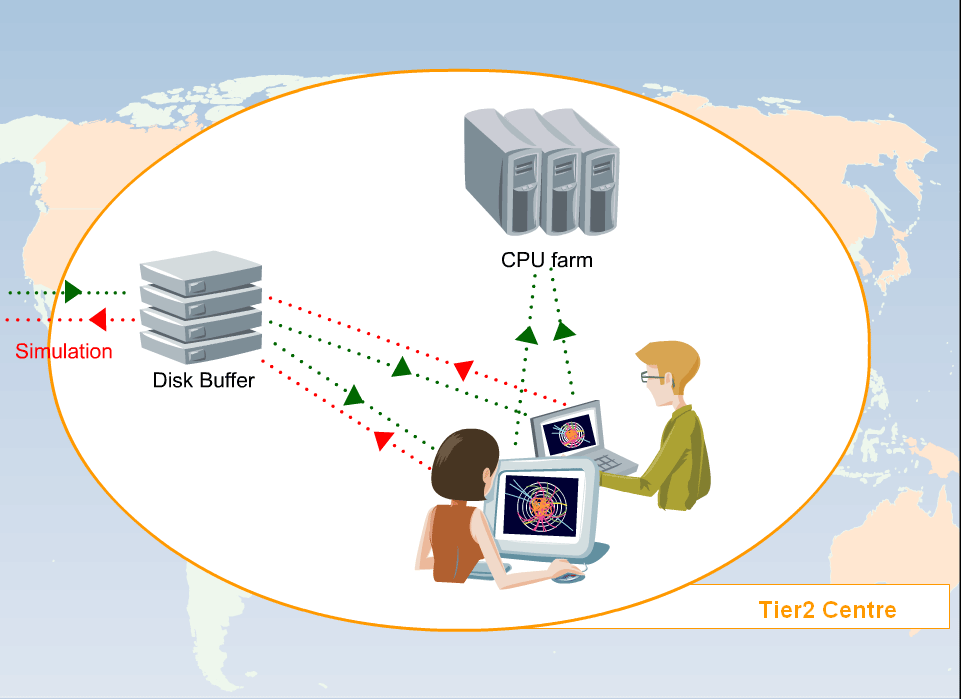 CPU farm
Simulation
Disk Buffer
Tier2 Centre